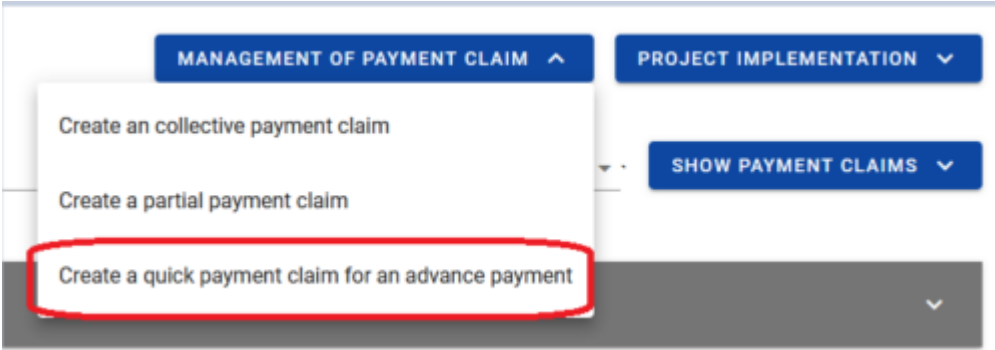 MANAGEMENT OF PAYMENT CLAIM
PROJECT IMPLEMENTATION
Create an collective payment claim
SHOW PAYMENT CLAIMS
Create a partial payment claim
Create a quick payment claim for an advance payment